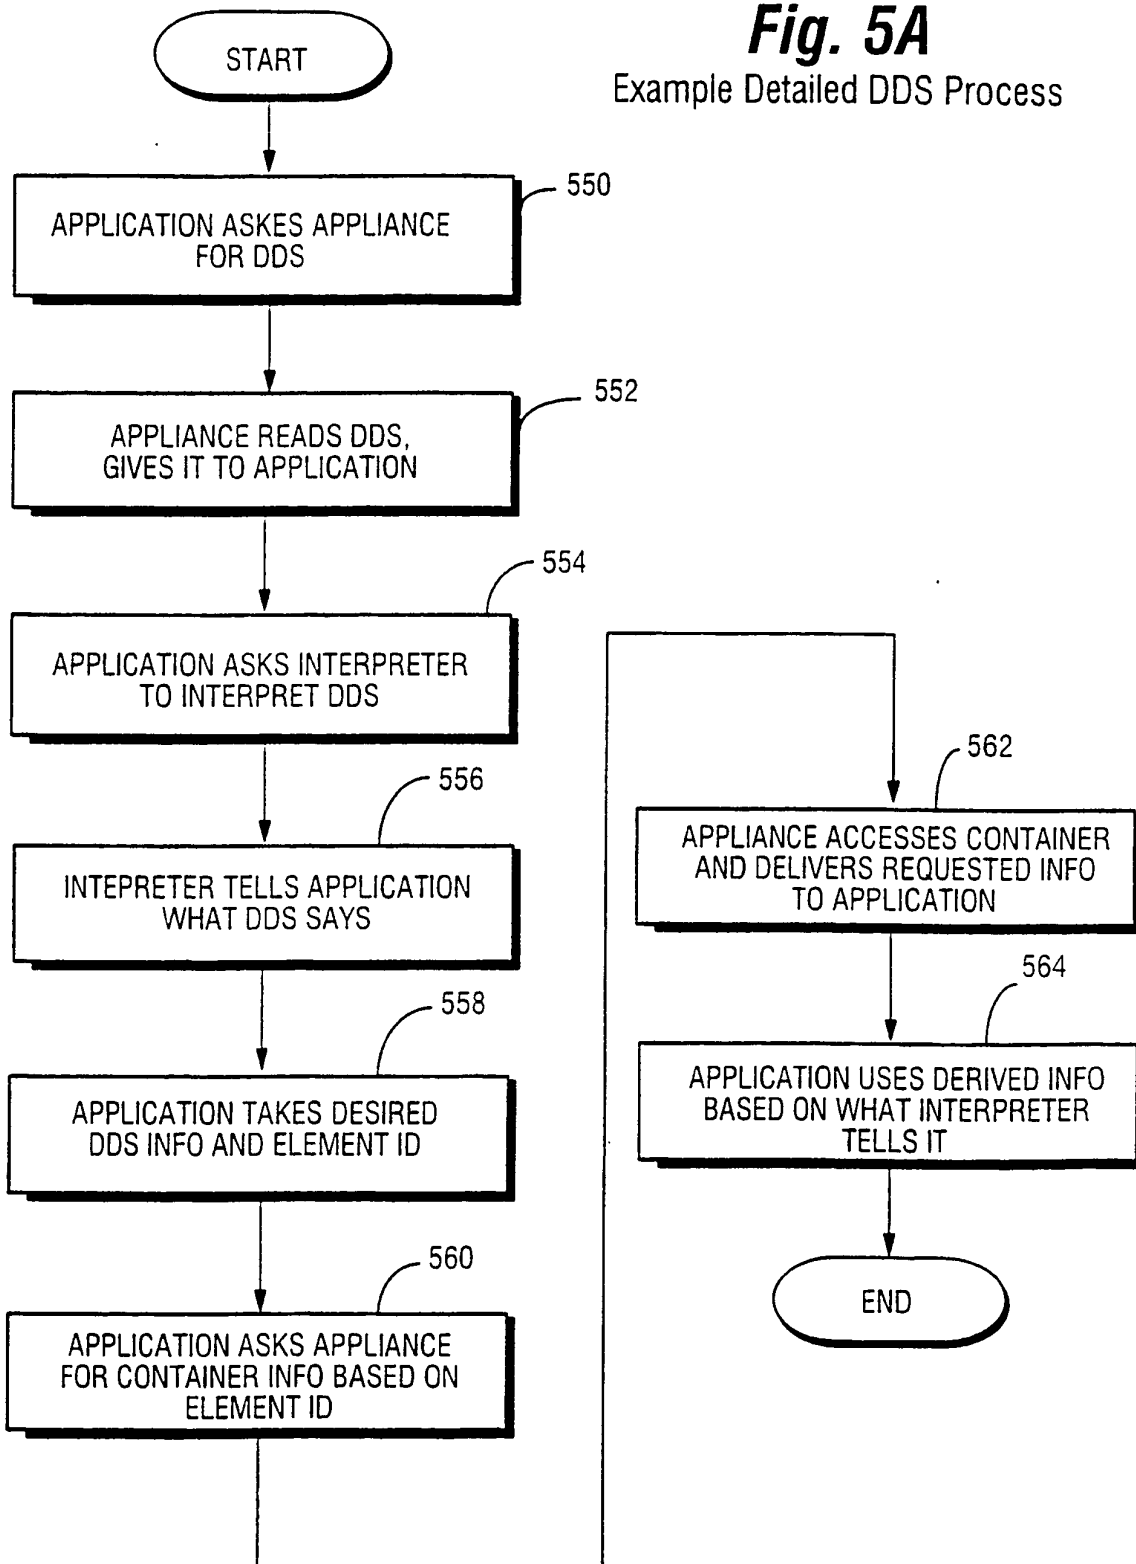 Fig. 5A
Example Detailed DDS Process
START
550
APPLICATION ASKES APPLIANCE
FOR DDS
552
APPLIANCE READS DDS,
GIVES IT TO APPLICATION
554
APPLICATION ASKS INTERPRETER
TO INTERPRET DDS
556
INTEPRETER TELLS APPLICATION
WHAT DDS SAYS
558
APPLICATION TAKES DESIRED
DDS INFO AND ELEMENT ID
560
APPLICATION ASKS APPLIANCE
FOR CONTAINER INFO BASED ON
ELEMENT ID
562
APPLIANCE ACCESSES CONTAINER
AND DELIVERS REQUESTED INFO
TO APPLICATION
564
APPLICATION USES DERIVED INFO
BASED ON WHAT INTERPRETER
TELLS IT
END